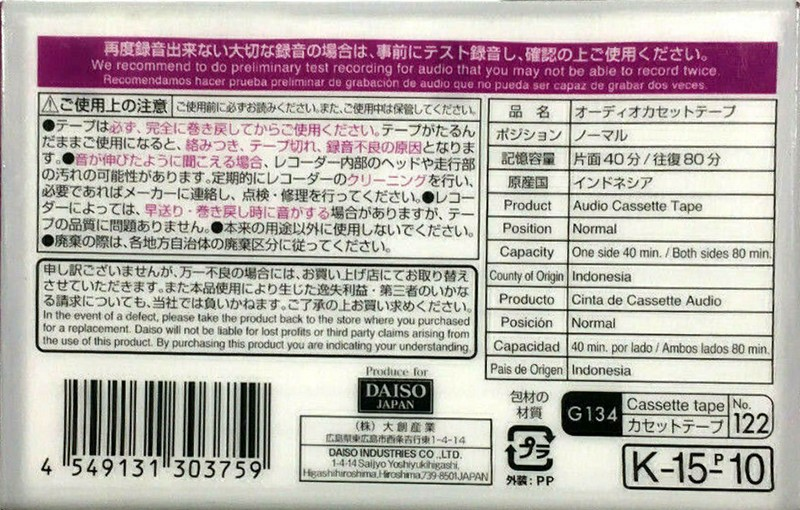 再度録音出来ない大切な録音の場合は、事前にテスト録音し、確認の上ご使用ください。
We recommend to do preliminary test recording for audio that you may not be able to record twice.
Recomendamos hacer prueba preliminar de grabación de audio que no pueda ser capaz de grabar dos veces.
⚠ご使用上の注意 ご使用前に必ずお読みください。また、ご使用中は保管してください。
●テープは必ず、完全に巻き戻してからご使用ください。テープがたるん
だままご使用になると、絡みつき、テープ切れ、録音不良の原因となりま
す。●音が伸びたように聞こえる場合、レコーダー内部のヘッドや走行部
の汚れの可能性があります。定期的にレコーダーのクリーニングを行い、
必要であればメーカーに連絡し、点検・修理を行ってください。●レコー
ダーによっては、早送り・巻き戻し時に音がする場合がありますが、テー
プの品質に問題ありません。●本来の用途以外に使用しないでください。
●廃棄の際は、各地方自治体の廃棄区分に従ってください。
申し訳ございませんが、万一不良の場合には、お買い上げ店にてお取り替え
させていただきます。また本品使用により生じた逸失利益・第三者のいかな
る請求についても、当社では負いかねます。ご了承の上お買い求めください。
In the event of a defect, please take the product back to the store where you purchased
for a replacement. Daiso will not be liable for lost profits or third party claims arising from
the use of this product. By purchasing this product you are indicating your understanding.
品名 オーディオカセットテープ
ポジション ノーマル
記憶容量 片面40分/往復80分
原産国 インドネシア
Product Audio Cassette Tape
Position Normal
Capacity One side 40 min. / Both sides 80 min.
County of Origin Indonesia
Producto Cinta de Cassette Audio
Posición Normal
Capacidad 40 min. por lado / Ambos lados 80 min.
Pais de Origen Indonesia
4 549131 303759
Produce for
DAISO
JAPAN
(株)大創産業
広島県東広島市西条吉行東1-4-14
DAISO INDUSTRIES CO.,LTD.
1-4-14 Saijyo Yoshiyukihigashi,
Higashihiroshima,Hiroshima,739-8501JAPAN
包材の
材質
プラ
外装:PP
G134 Cassette tape カセットテープ No. 122
K-15-P-10